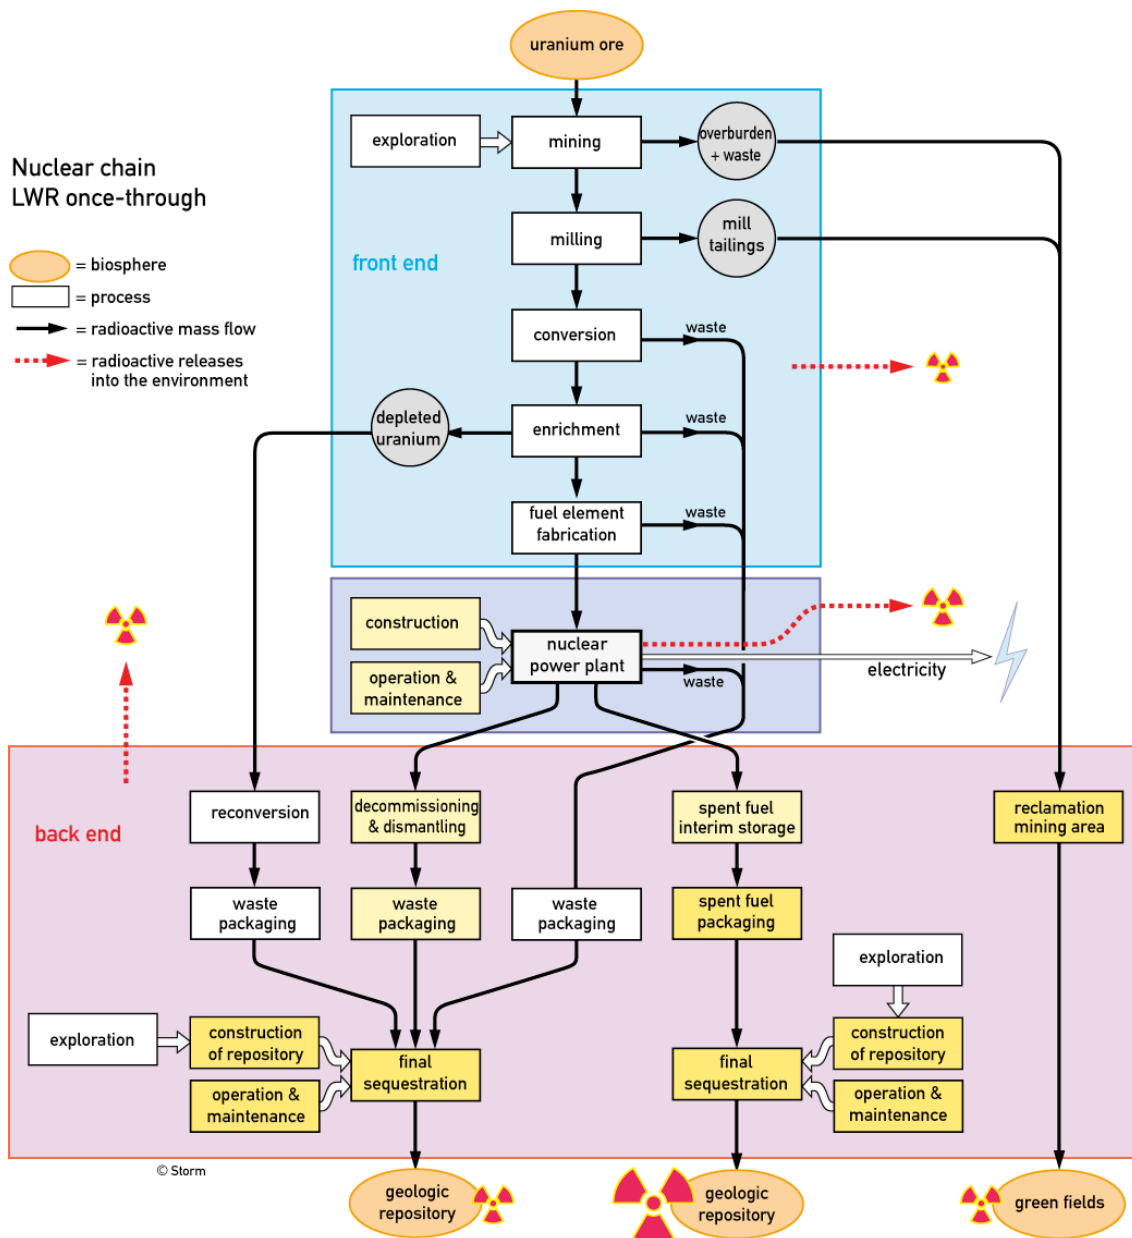 uranium ore
exploration
mining
overburden
+ waste
Nuclear chain
LWR once-through
milling
mill
tailings
front end
= biosphere
= process
= radioactive mass flow
= radioactive releases
into the environment
conversion
waste
depleted
uranium
enrichment
waste
fuel element
fabrication
waste
construction
nuclear
power plant
operation &
maintenance
waste
electricity
back end
reconversion
decommissioning
& dismantling
spent fuel
interim storage
reclamation
mining area
waste
packaging
waste
packaging
waste
packaging
spent fuel
packaging
exploration
exploration
construction
of repository
final
sequestration
final
sequestration
construction
of repository
operation &
maintenance
operation &
maintenance
© Storm
geologic
repository
geologic
repository
green fields